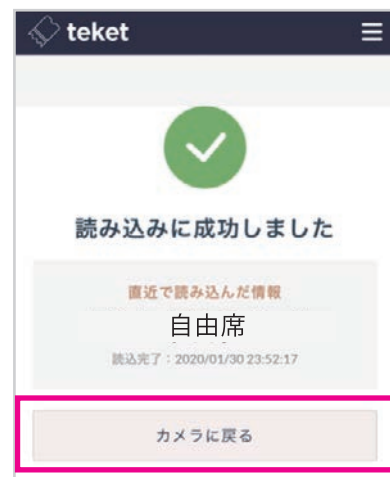 teket
読み込みに成功しました
直近で読み込んだ情報
自由席
読込完了：2020/01/30 23:52:17
カメラに戻る